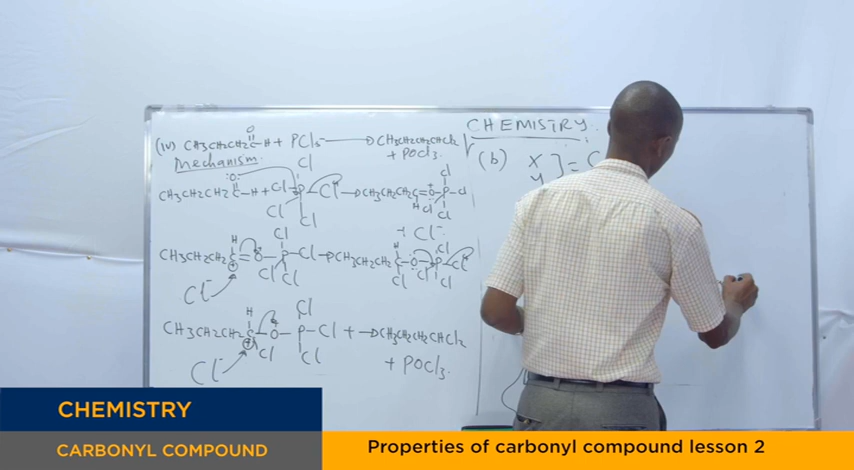 CHEMISTRY.
(iv) CH3CH2CH2C-H + PCl5 → CH3CH2CH2CHCl2
O
+ POCl3.
Mechanism.
CH3CH2CH2C-H + Cl-P-Cl → CH3CH2CH2C=O-P-Cl
+ Cl-
CH3CH2CH2C=O-P-Cl → CH3CH2CH2C-O-P-Cl
Cl-
CH3CH2CH2C-O-P-Cl + → CH3CH2CH2CHCl2
Cl-
+ POCl3.
(b) X
Y ] = C
CHEMISTRY
CARBONYL COMPOUND
Properties of carbonyl compound lesson 2